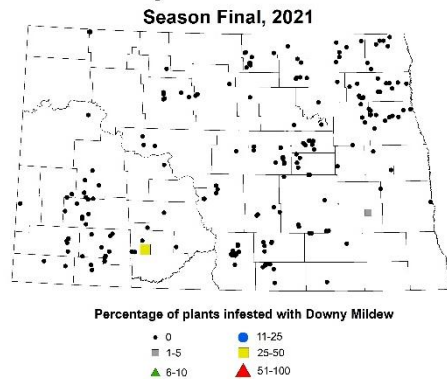 Season Final, 2021
Percentage of plants infested with Downy Mildew
0 11-25
1-5 25-50
6-10 51-100